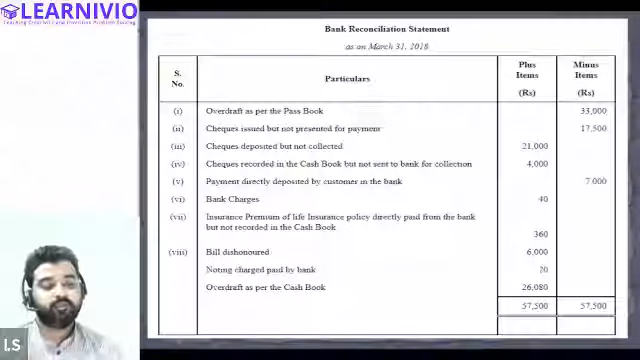 LEARNIVIO
Bank Reconciliation Statement
as on March 31, 2018
S. No. Particulars Plus Items (Rs) Minus Items (Rs)
(i) Overdraft as per the Pass Book 33,000
(ii) Cheques issued but not presented for payment 17,500
(iii) Cheques deposited but not collected 21,000
(iv) Cheques recorded in the Cash Book but not sent to bank for collection 4,000
(v) Payment directly deposited by customer in the bank 7,000
(vi) Bank Charges 40
(vii) Insurance Premium of life Insurance policy directly paid from the bank
but not recorded in the Cash Book 360
(viii) Bill dishonoured 6,000
Noting charged paid by bank 20
Overdraft as per the Cash Book 26,080
57,500 57,500
I.S